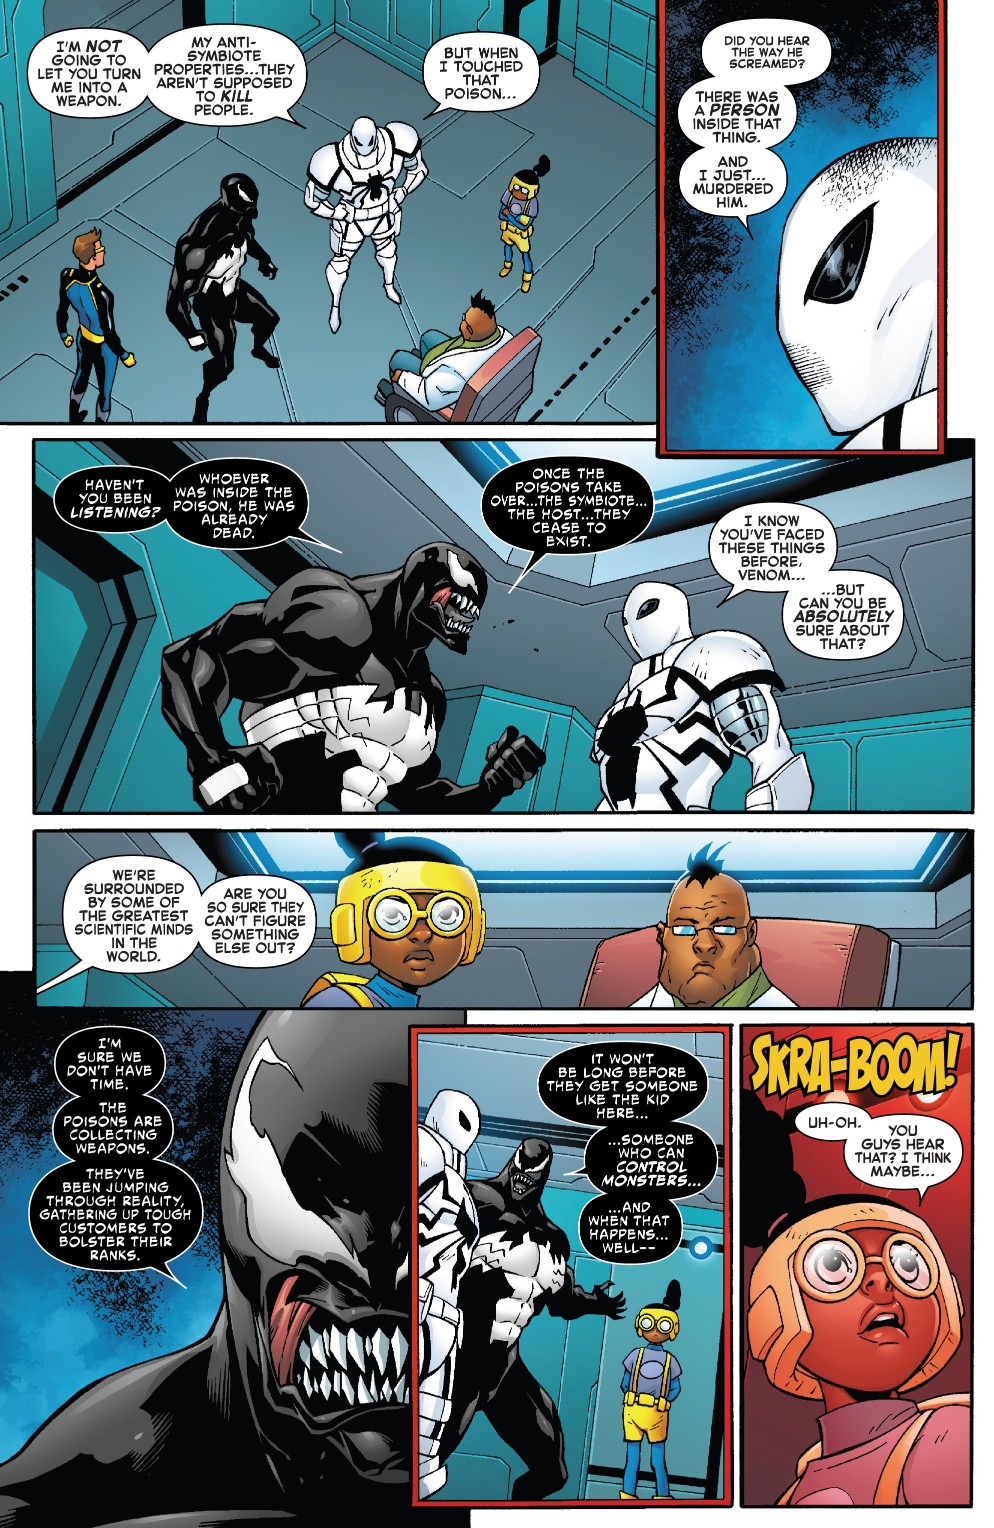 I'M NOT
GOING TO
LET YOU TURN
ME INTO A
WEAPON.
MY ANTI-
SYMBIOTE
PROPERTIES...THEY
AREN'T SUPPOSED
TO KILL
PEOPLE.
BUT WHEN
I TOUCHED
THAT
POISON...
DID YOU HEAR
THE WAY HE
SCREAMED?
THERE WAS
A PERSON
INSIDE THAT
THING.
AND
I JUST...
MURDERED
HIM.
HAVEN'T
YOU BEEN
LISTENING?
WHOEVER
WAS INSIDE THE
POISON, HE WAS
ALREADY
DEAD.
ONCE THE
POISONS TAKE
OVER...THE SYMBIOTE...
THE HOST...THEY
CEASE TO
EXIST.
I KNOW
YOU'VE FACED
THESE THINGS
BEFORE,
VENOM...
...BUT
CAN YOU BE
ABSOLUTELY
SURE ABOUT
THAT?
WE'RE
SURROUNDED
BY SOME OF
THE GREATEST
SCIENTIFIC MINDS
IN THE
WORLD.
ARE YOU
SO SURE THEY
CAN'T FIGURE
SOMETHING
ELSE OUT?
I'M
SURE WE
DON'T HAVE
TIME.
THE
POISONS ARE
COLLECTING
WEAPONS.
THEY'VE
BEEN JUMPING
THROUGH REALITY,
GATHERING UP TOUGH
CUSTOMERS TO
BOLSTER THEIR
RANKS.
IT WON'T
BE LONG BEFORE
THEY GET SOMEONE
LIKE THE KID
HERE...
...SOMEONE
WHO CAN
CONTROL
MONSTERS...
...AND
WHEN THAT
HAPPENS...
WELL--
SKRA-BOOM!
UH-OH.
YOU
GUYS HEAR
THAT? I THINK
MAYBE...